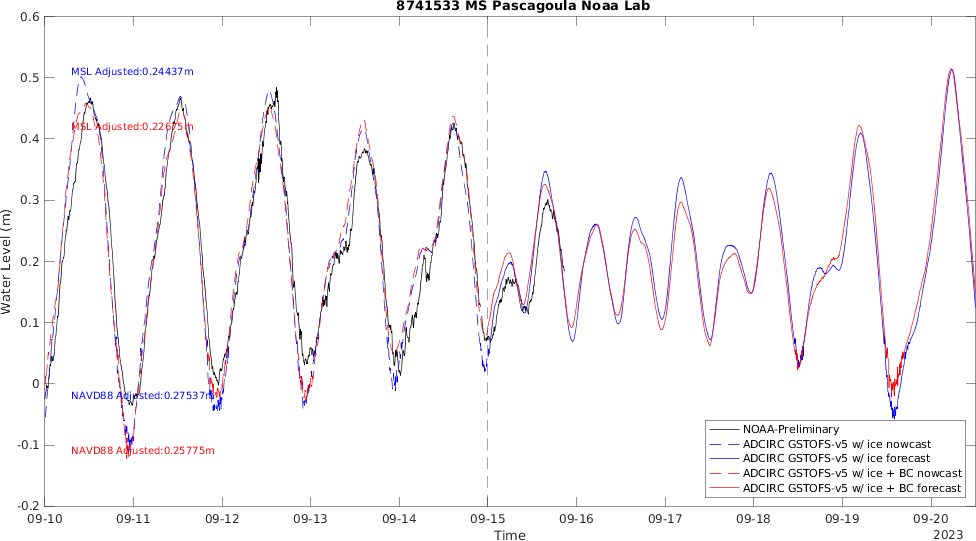 8741533 MS Pascagoula Noaa Lab
0.6
0.5
0.4
0.3
0.2
0.1
0
-0.1
-0.2
Water Level (m)
MSL Adjusted:0.24437m
MSL Adjusted:0.22675m
NAVD88 Adjusted:0.27537m
NAVD88 Adjusted:0.25775m
NOAA-Preliminary
ADCIRC GSTOFS-v5 w/ ice nowcast
ADCIRC GSTOFS-v5 w/ ice forecast
ADCIRC GSTOFS-v5 w/ ice + BC nowcast
ADCIRC GSTOFS-v5 w/ ice + BC forecast
09-10 09-11 09-12 09-13 09-14 09-15 09-16 09-17 09-18 09-19 09-20
Time
2023